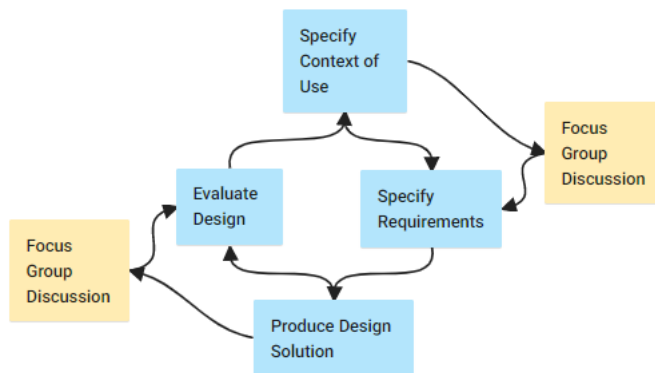 Specify
Context of
Use
Focus
Group
Discussion
Evaluate
Design
Specify
Requirements
Focus
Group
Discussion
Produce Design
Solution